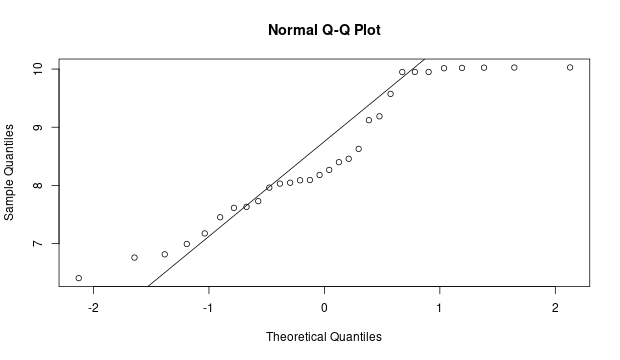 Normal Q-Q Plot
10
9
8
7
Sample Quantiles
-2 -1 0 1 2
Theoretical Quantiles